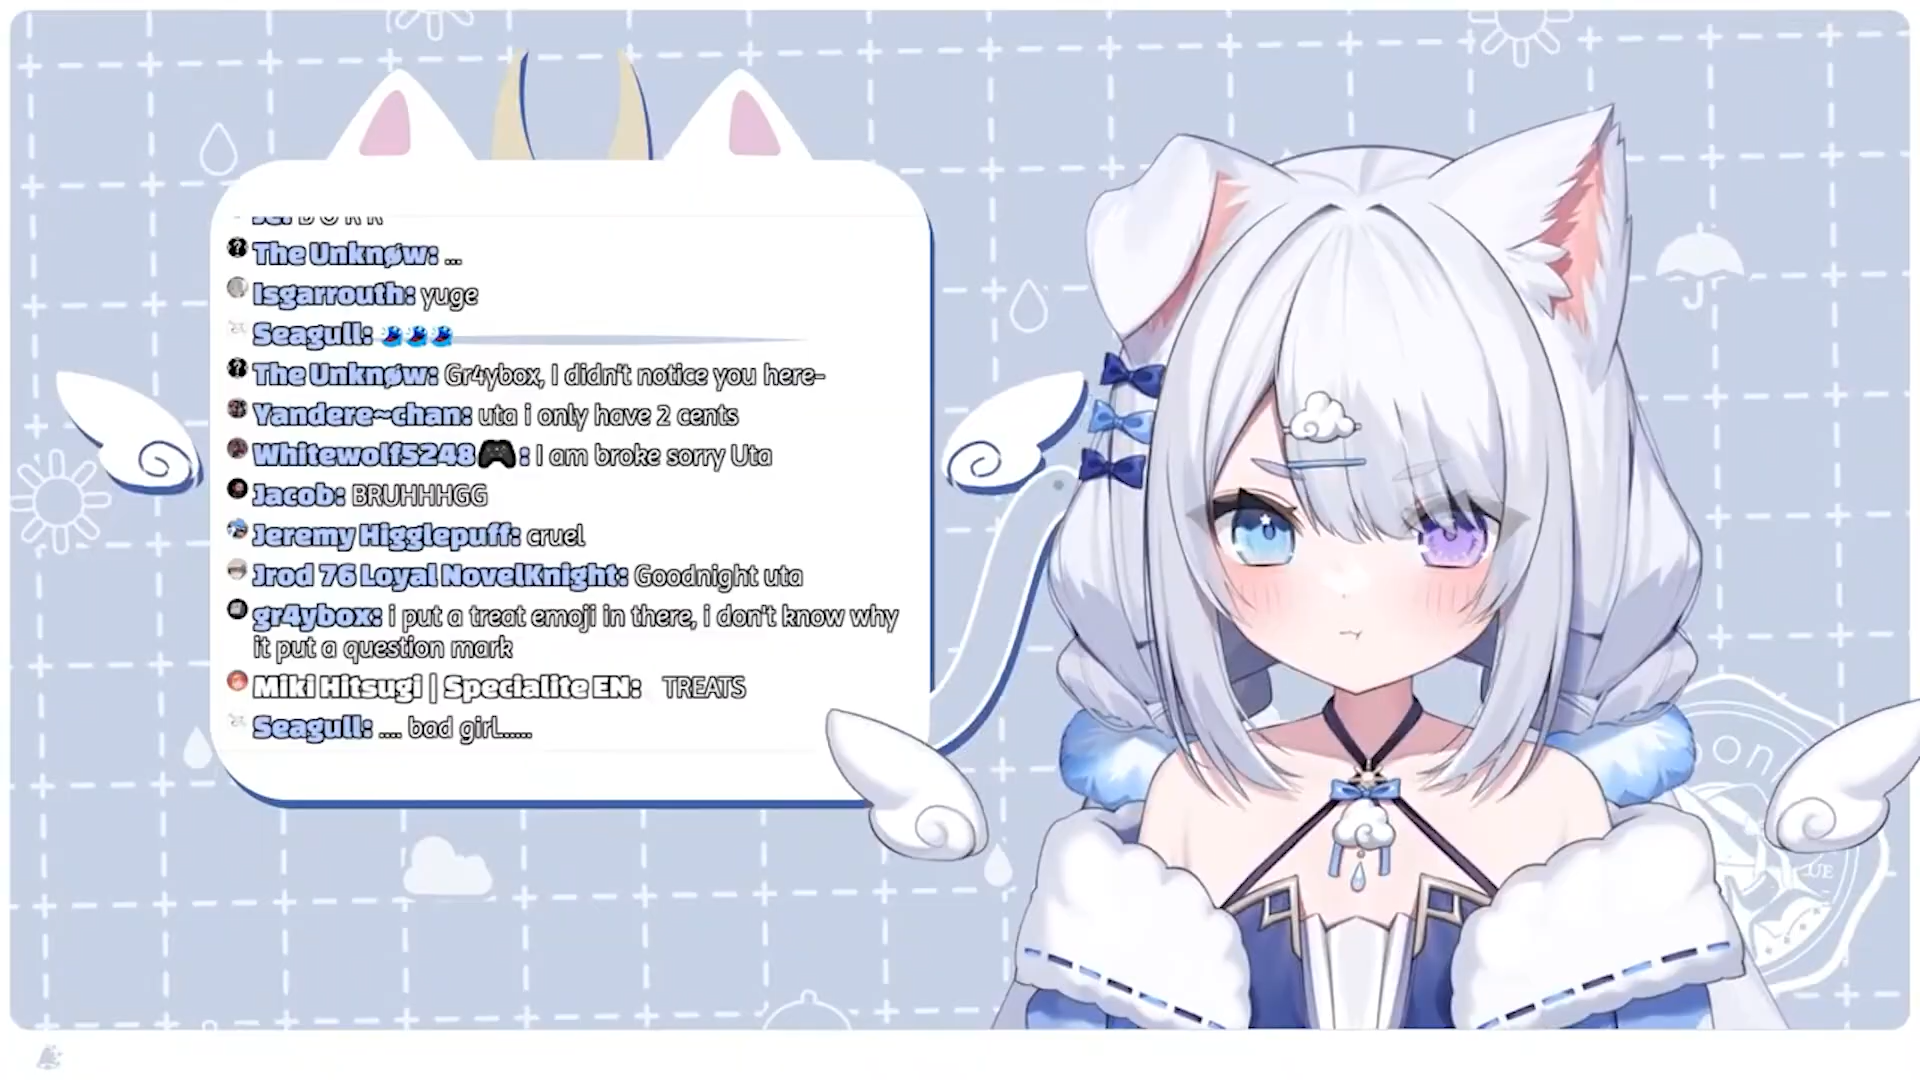 The Unknøw: ...
Isgarrouth: yuge
Seagull:
The Unknøw: Gr4ybox, I didn't notice you here-
Yandere~chan: uta i only have 2 cents
Whitewolf5248🎮: I am broke sorry Uta
Jacob: BRUHHHGG
Jeremy Higglepuff: cruel
Jrod 76 Loyal NovelKnight: Goodnight uta
gr4ybox: i put a treat emoji in there, i don't know why
it put a question mark
Miki Hitsugi | Specialite EN: TREATS
Seagull: .... bad girl......